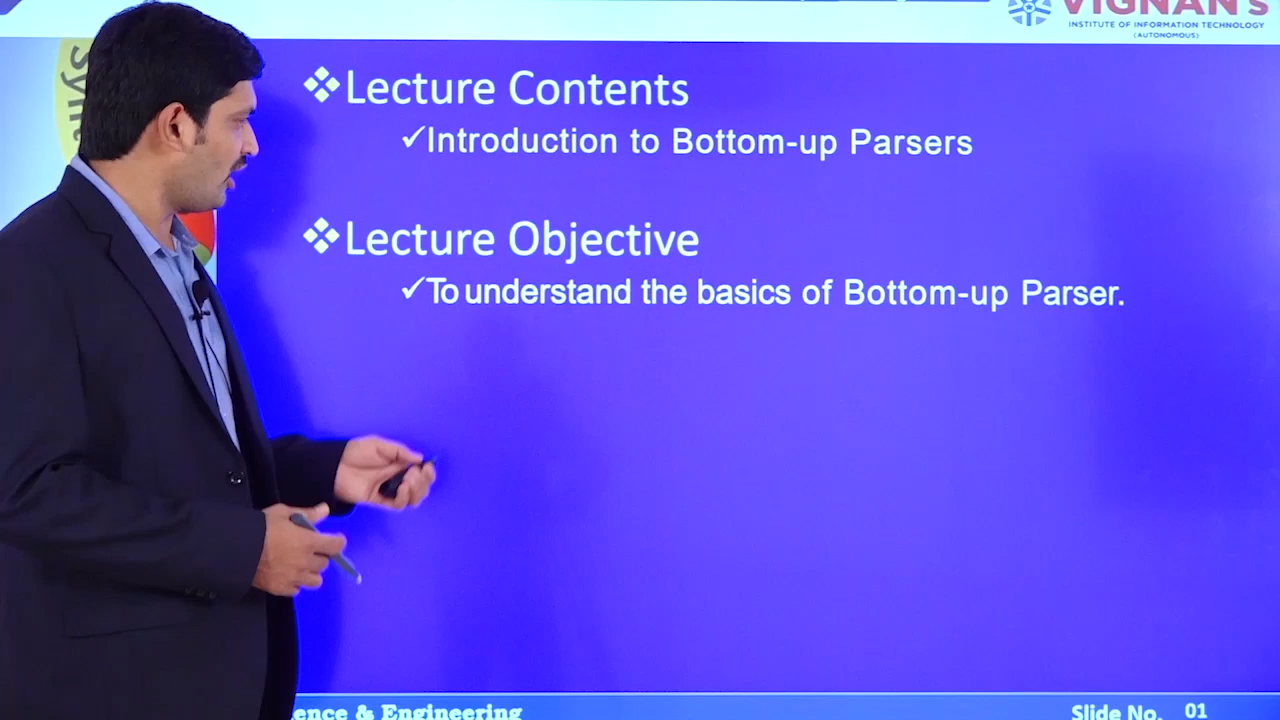 VIGNAN's
INSTITUTE OF INFORMATION TECHNOLOGY
(AUTONOMOUS)
Lecture Contents
Introduction to Bottom-up Parsers
Lecture Objective
To understand the basics of Bottom-up Parser.
& Engineering
Slide No. 01